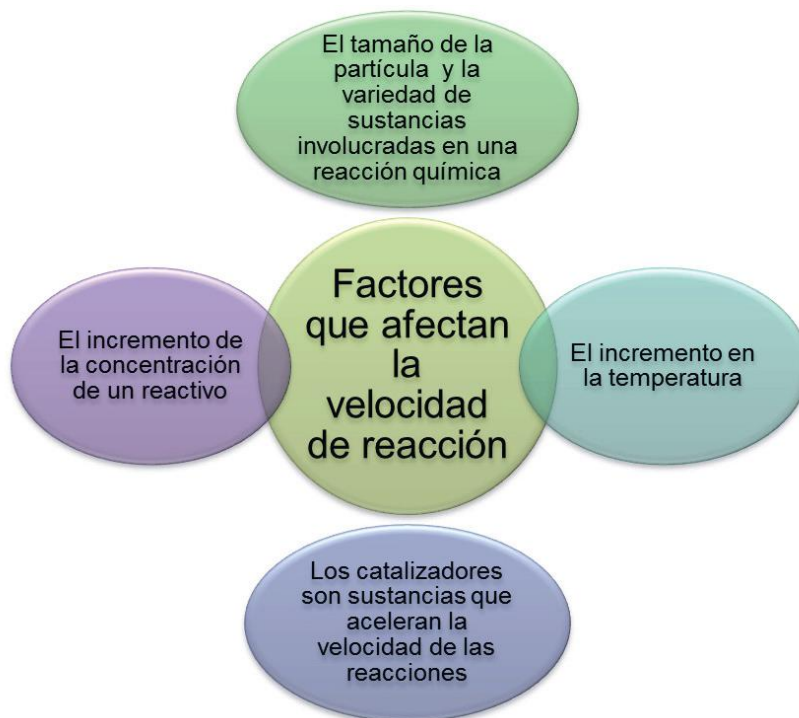 El tamaño de la
partícula y la
variedad de
sustancias
involucradas en una
reacción química
Factores
que afectan
la
velocidad
de reacción
El incremento de
la concentración
de un reactivo
El incremento en
la temperatura
Los catalizadores
son sustancias que
aceleran la
velocidad de las
reacciones